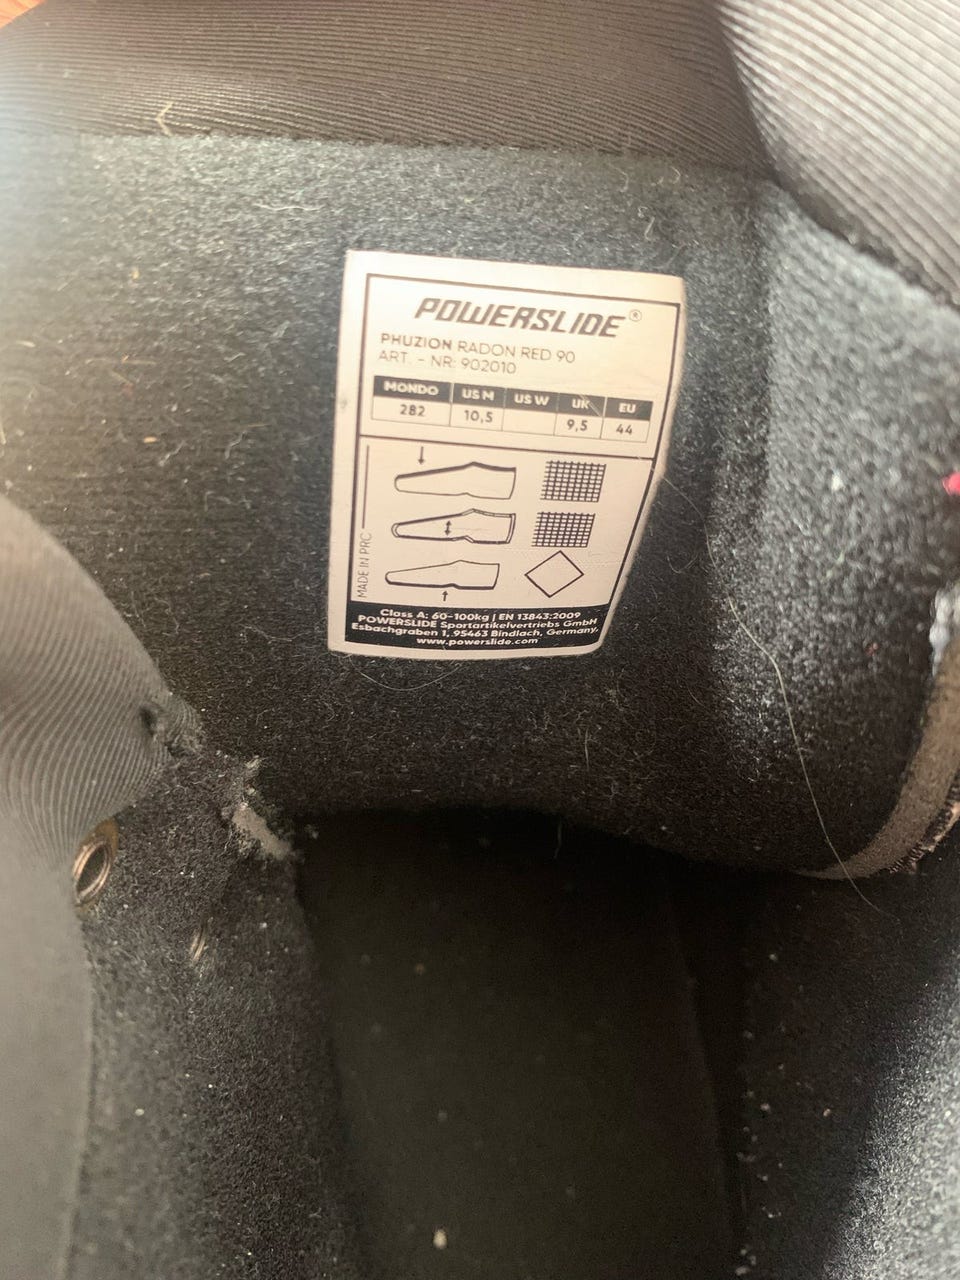 POWERSLIDE®
PHUZION RADON RED 90
ART. - NR: 902010
MONDO US M US W UK EU
282 10,5 9,5 44
MADE IN PRC
Class A: 60-100kg | EN 13843:2009
POWERSLIDE Sportartikelvertriebs GmbH
Esbachgraben 1, 95463 Bindlach, Germany,
www.powerslide.com